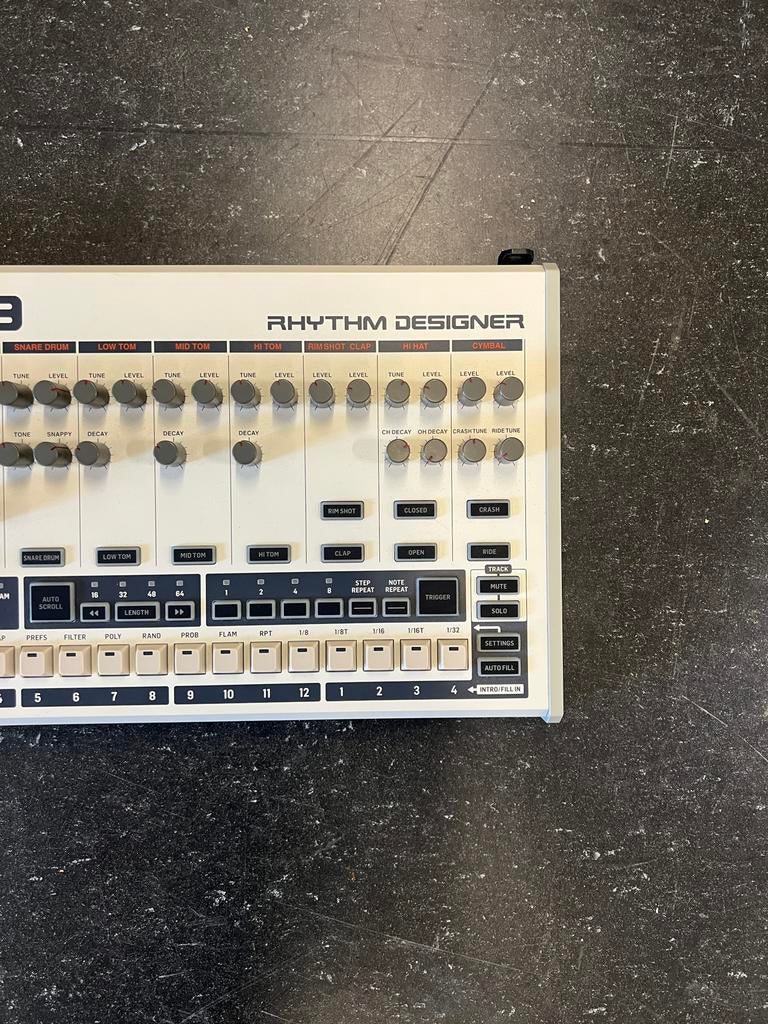 RHYTHM DESIGNER
SNARE DRUM LOW TOM MID TOM HI TOM RIM SHOT CLAP HI HAT CYMBAL
LEVEL TUNE LEVEL TUNE LEVEL TUNE LEVEL LEVEL LEVEL TUNE LEVEL LEVEL LEVEL
TONE SNAPPY DECAY DECAY DECAY CH DECAY OH DECAY CRASH TUNE RIDE TUNE
RIM SHOT CLOSED CRASH
SNARE DRUM LOW TOM MID TOM HI TOM CLAP OPEN RIDE
TRACK
MUTE
SOLO
SETTINGS
AUTO FILL
16 32 48 64 1 2 4 8 STEP REPEAT NOTE REPEAT
AUTO SCROLL LENGTH TRIGGER
PREFS FILTER POLY RAND PROB FLAM RPT 1/8 1/8T 1/16 1/16T 1/32
5 6 7 8 9 10 11 12 1 2 3 4 INTRO/FILL IN